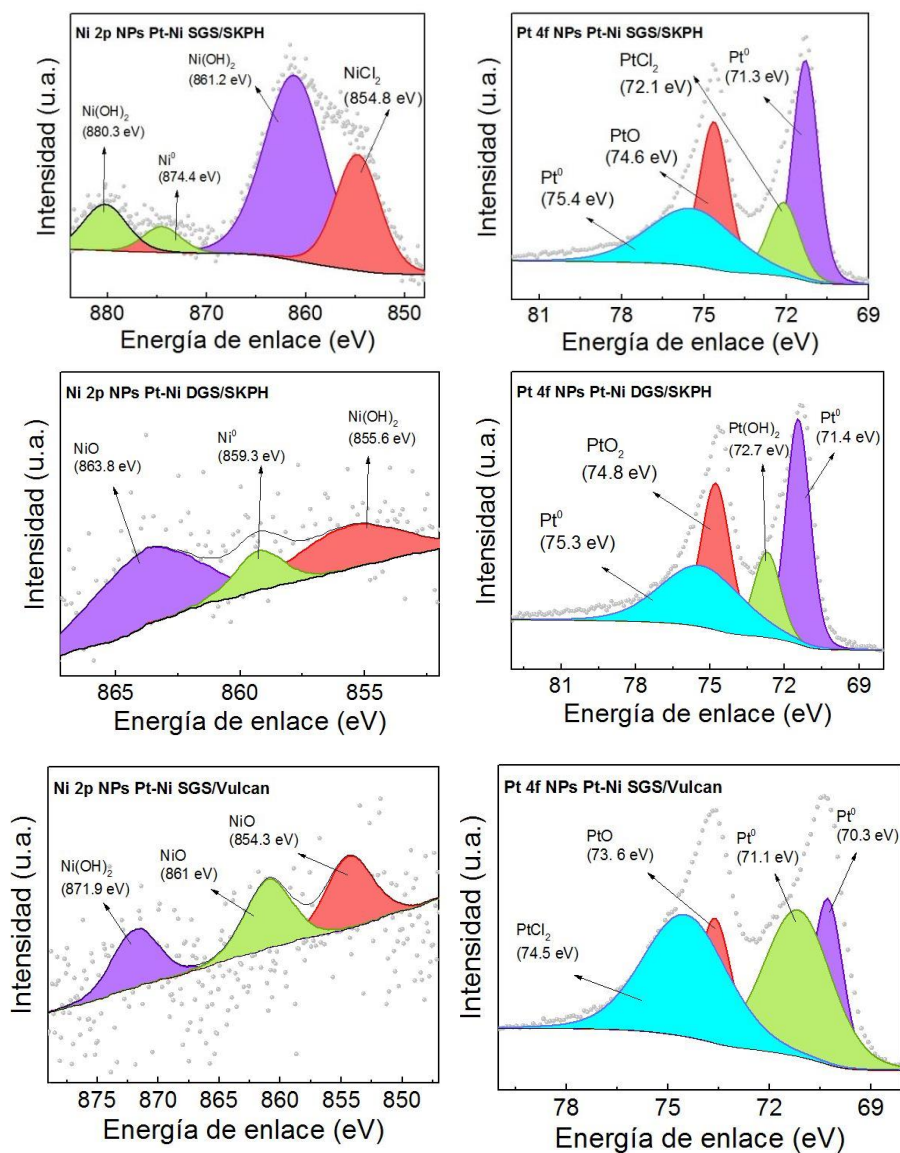 Ni 2p NPs Pt-Ni SGS/SKPH
Ni(OH)₂
(880.3 eV)
Ni⁰
(874.4 eV)
Ni(OH)₂
(861.2 eV)
NiCl₂
(854.8 eV)
Intensidad (u.a.)
880 870 860 850
Energía de enlace (eV)
Pt 4f NPs Pt-Ni SGS/SKPH
PtCl₂
(72.1 eV)
Pt⁰
(71.3 eV)
PtO
(74.6 eV)
Pt⁰
(75.4 eV)
Intensidad (u.a.)
81 78 75 72 69
Energía de enlace (eV)
Ni 2p NPs Pt-Ni DGS/SKPH
NiO
(863.8 eV)
Ni⁰
(859.3 eV)
Ni(OH)₂
(855.6 eV)
Intensidad (u.a.)
865 860 855
Energía de enlace (eV)
Pt 4f NPs Pt-Ni DGS/SKPH
PtO₂
(74.8 eV)
Pt(OH)₂
(72.7 eV)
Pt⁰
(71.4 eV)
Pt⁰
(75.3 eV)
Intensidad (u.a.)
81 78 75 72 69
Energía de enlace (eV)
Ni 2p NPs Pt-Ni SGS/Vulcan
NiO
(854.3 eV)
NiO
(861 eV)
Ni(OH)₂
(871.9 eV)
Intensidad (u.a.)
875 870 865 860 855 850
Energía de enlace (eV)
Pt 4f NPs Pt-Ni SGS/Vulcan
PtO
(73. 6 eV)
Pt⁰
(71.1 eV)
Pt⁰
(70.3 eV)
PtCl₂
(74.5 eV)
Intensidad (u.a.)
78 75 72 69
Energía de enlace (eV)